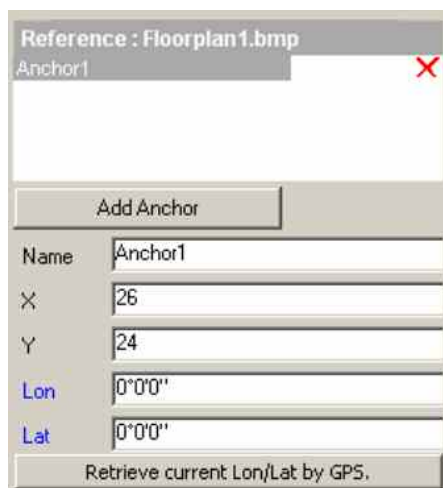 Reference : Floorplan1.bmp
Anchor1
Add Anchor
Name Anchor1
X 26
Y 24
Lon 0°0'0''
Lat 0°0'0''
Retrieve current Lon/Lat by GPS.